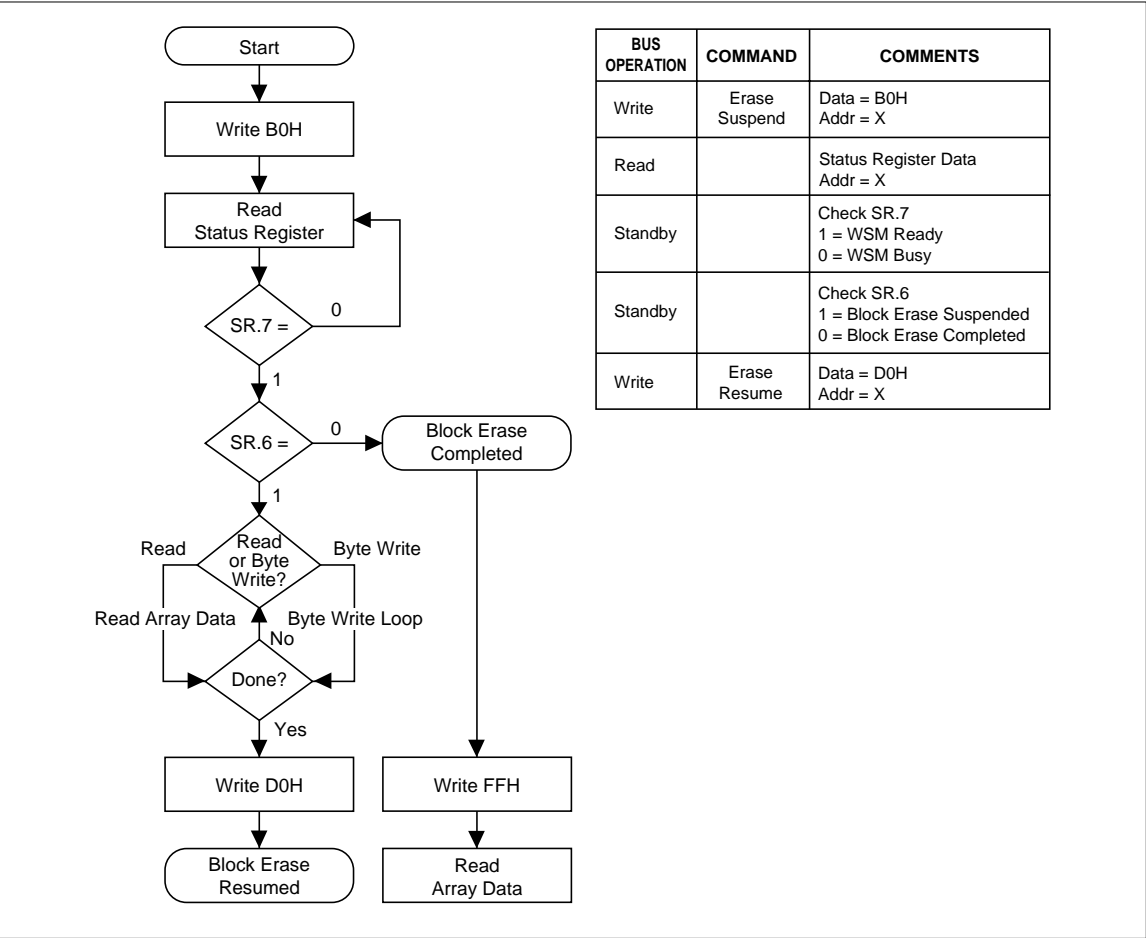 Start
Write B0H
Read
Status Register
SR.7 =
0
1
SR.6 =
0
Block Erase
Completed
1
Read
Read
or Byte
Write?
Byte Write
Read Array Data
Byte Write Loop
No
Done?
Yes
Write D0H
Write FFH
Block Erase
Resumed
Read
Array Data
BUS
OPERATION
COMMAND
COMMENTS
Write
Erase
Suspend
Data = B0H
Addr = X
Read
Status Register Data
Addr = X
Standby
Check SR.7
1 = WSM Ready
0 = WSM Busy
Standby
Check SR.6
1 = Block Erase Suspended
0 = Block Erase Completed
Write
Erase
Resume
Data = D0H
Addr = X